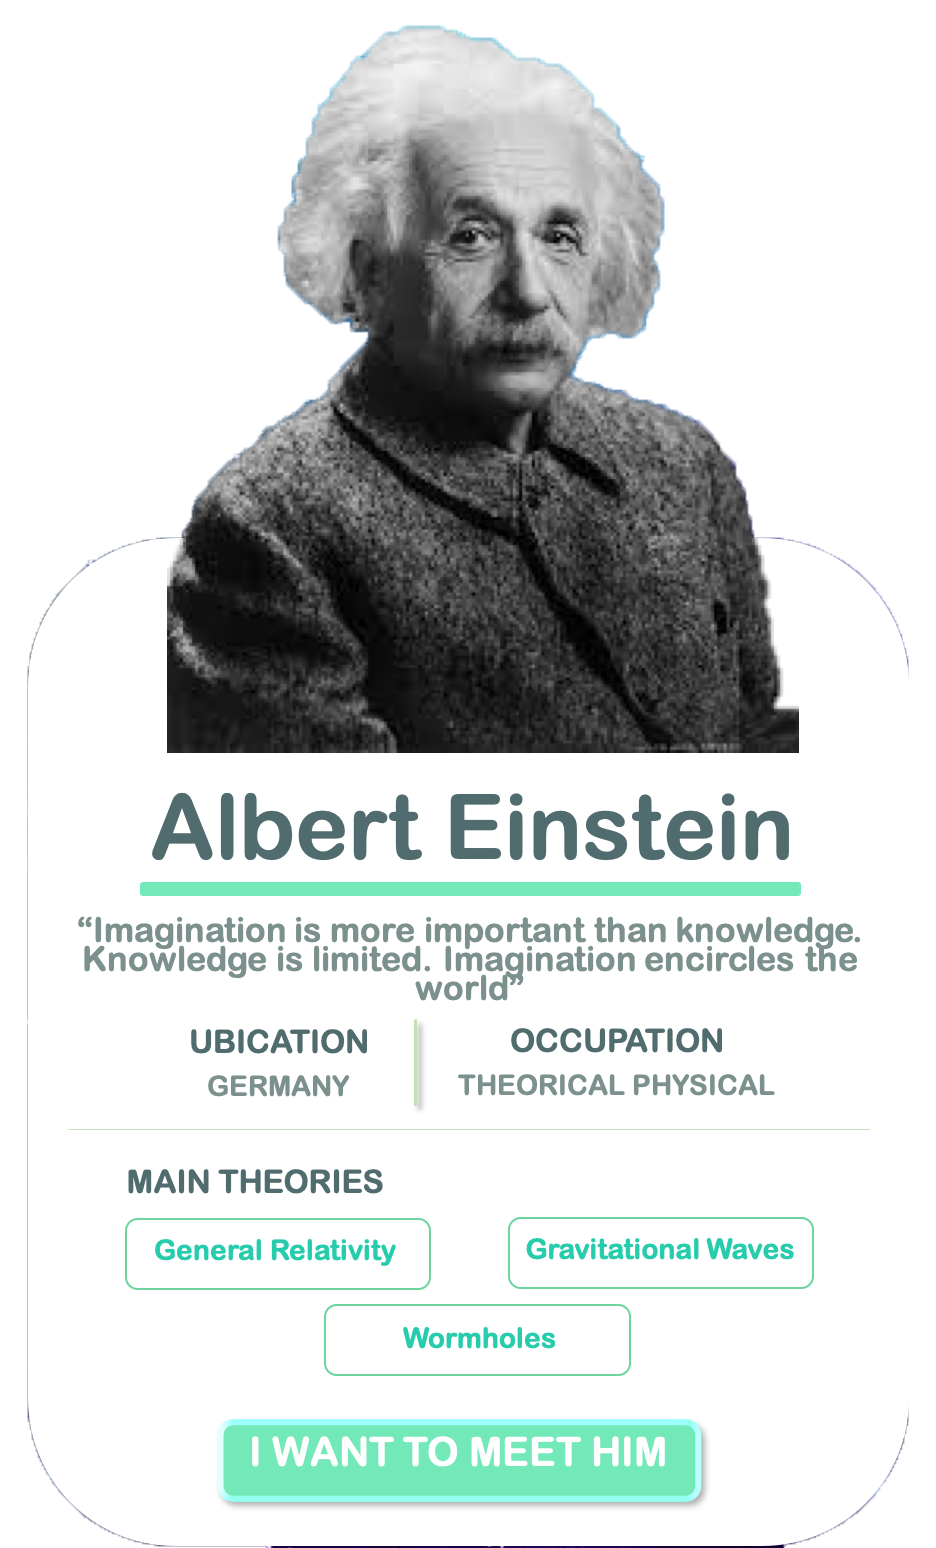 Albert Einstein
“Imagination is more important than knowledge.
Knowledge is limited. Imagination encircles the
world”
UBICATION
GERMANY
OCCUPATION
THEORICAL PHYSICAL
MAIN THEORIES
General Relativity
Gravitational Waves
Wormholes
I WANT TO MEET HIM